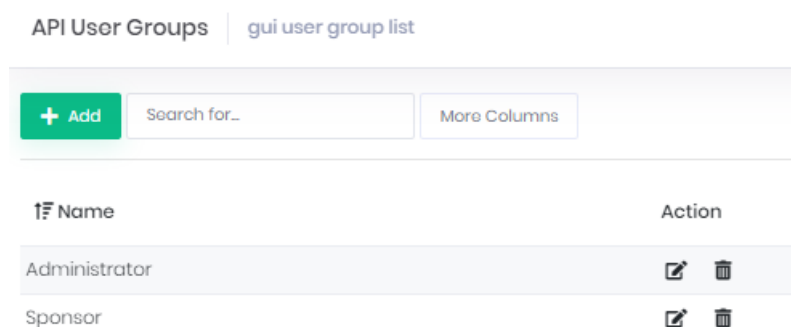 API User Groups gui user group list
Add Search for... More Columns
Name Action
Administrator
Sponsor